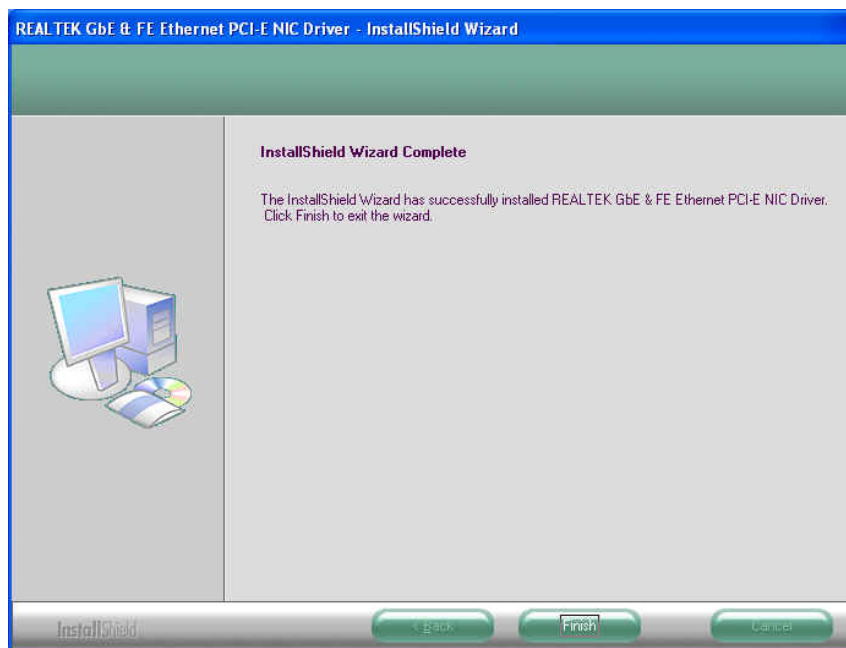 REALTEK GbE & FE Ethernet PCI-E NIC Driver - InstallShield Wizard
InstallShield Wizard Complete
The InstallShield Wizard has successfully installed REALTEK GbE & FE Ethernet PCI-E NIC Driver.
Click Finish to exit the wizard.
InstallShield
< Back
Finish
Cancel